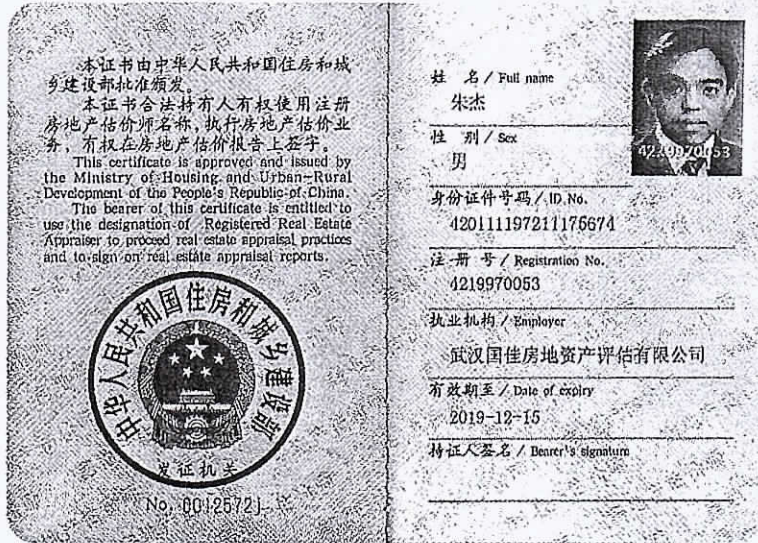 本证书由中华人民共和国住房和城
乡建设部批准颁发。
本证书合法持有人有权使用注册
房地产估价师名称，执行房地产估价业
务，有权在房地产估价报告上签字。
This certificate is approved and issued by
the Ministry of Housing and Urban-Rural
Development of the People's Republic of China.
The bearer of this certificate is entitled to
use the designation of Registered Real Estate
Appraiser to proceed real estate appraisal practices
and to sign on real estate appraisal reports.
中华人民共和国住房和城乡建设部
发证机关
No. 00125721
姓 名 / Full name
朱杰
4219970053
性 别 / Sex
男
身份证件号码 / ID No.
420111197211175674
注 册 号 / Registration No.
4219970053
执业机构 / Employer
武汉国佳房地资产评估有限公司
有效期至 / Date of expiry
2019-12-15
持证人签名 / Bearer's signature